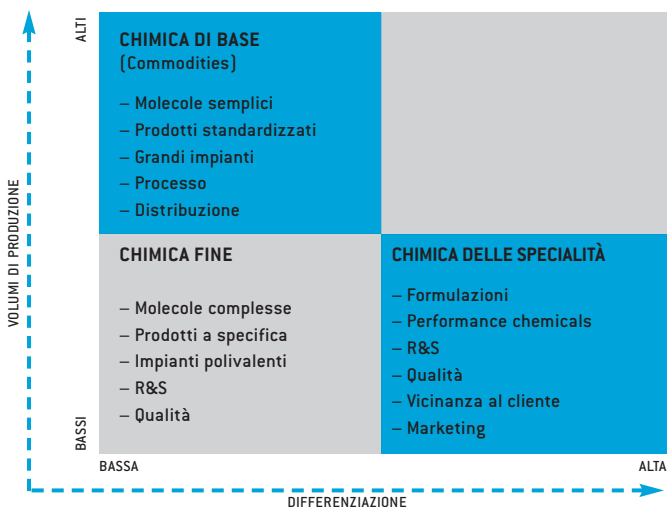 ALTI
CHIMICA DI BASE
(Commodities)
– Molecole semplici
– Prodotti standardizzati
– Grandi impianti
– Processo
– Distribuzione
VOLUMI DI PRODUZIONE
CHIMICA FINE
– Molecole complesse
– Prodotti a specifica
– Impianti polivalenti
– R&S
– Qualità
CHIMICA DELLE SPECIALITÀ
– Formulazioni
– Performance chemicals
– R&S
– Qualità
– Vicinanza al cliente
– Marketing
BASSI
BASSA
ALTA
DIFFERENZIAZIONE